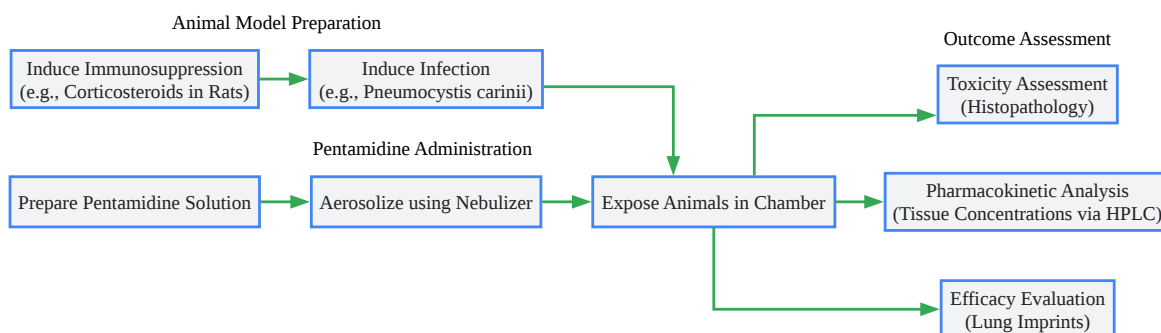 Animal Model Preparation
Induce Immunosuppression
(e.g., Corticosteroids in Rats)
Induce Infection
(e.g., Pneumocystis carinii)
Pentamidine Administration
Prepare Pentamidine Solution
Aerosolize using Nebulizer
Expose Animals in Chamber
Outcome Assessment
Toxicity Assessment
(Histopathology)
Pharmacokinetic Analysis
(Tissue Concentrations via HPLC)
Efficacy Evaluation
(Lung Imprints)